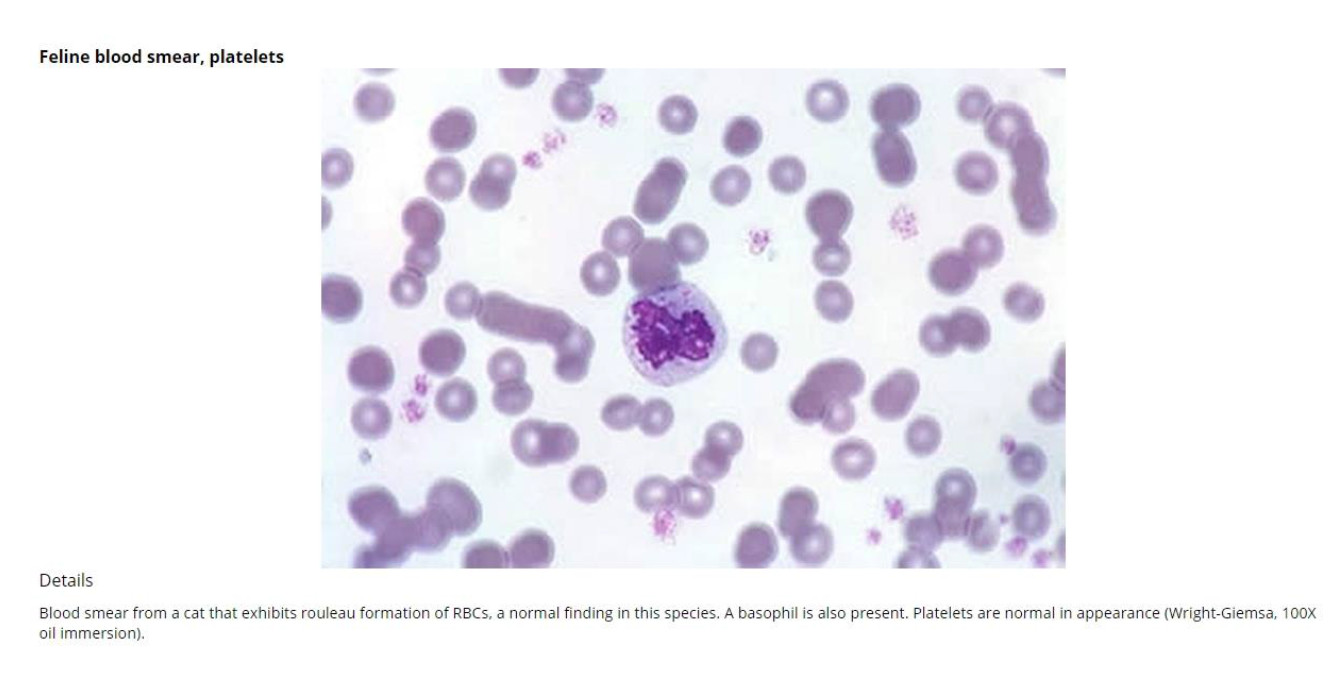 Feline blood smear, platelets
Details
Blood smear from a cat that exhibits rouleau formation of RBCs, a normal finding in this species. A basophil is also present. Platelets are normal in appearance (Wright-Giemsa, 100X
oil immersion).